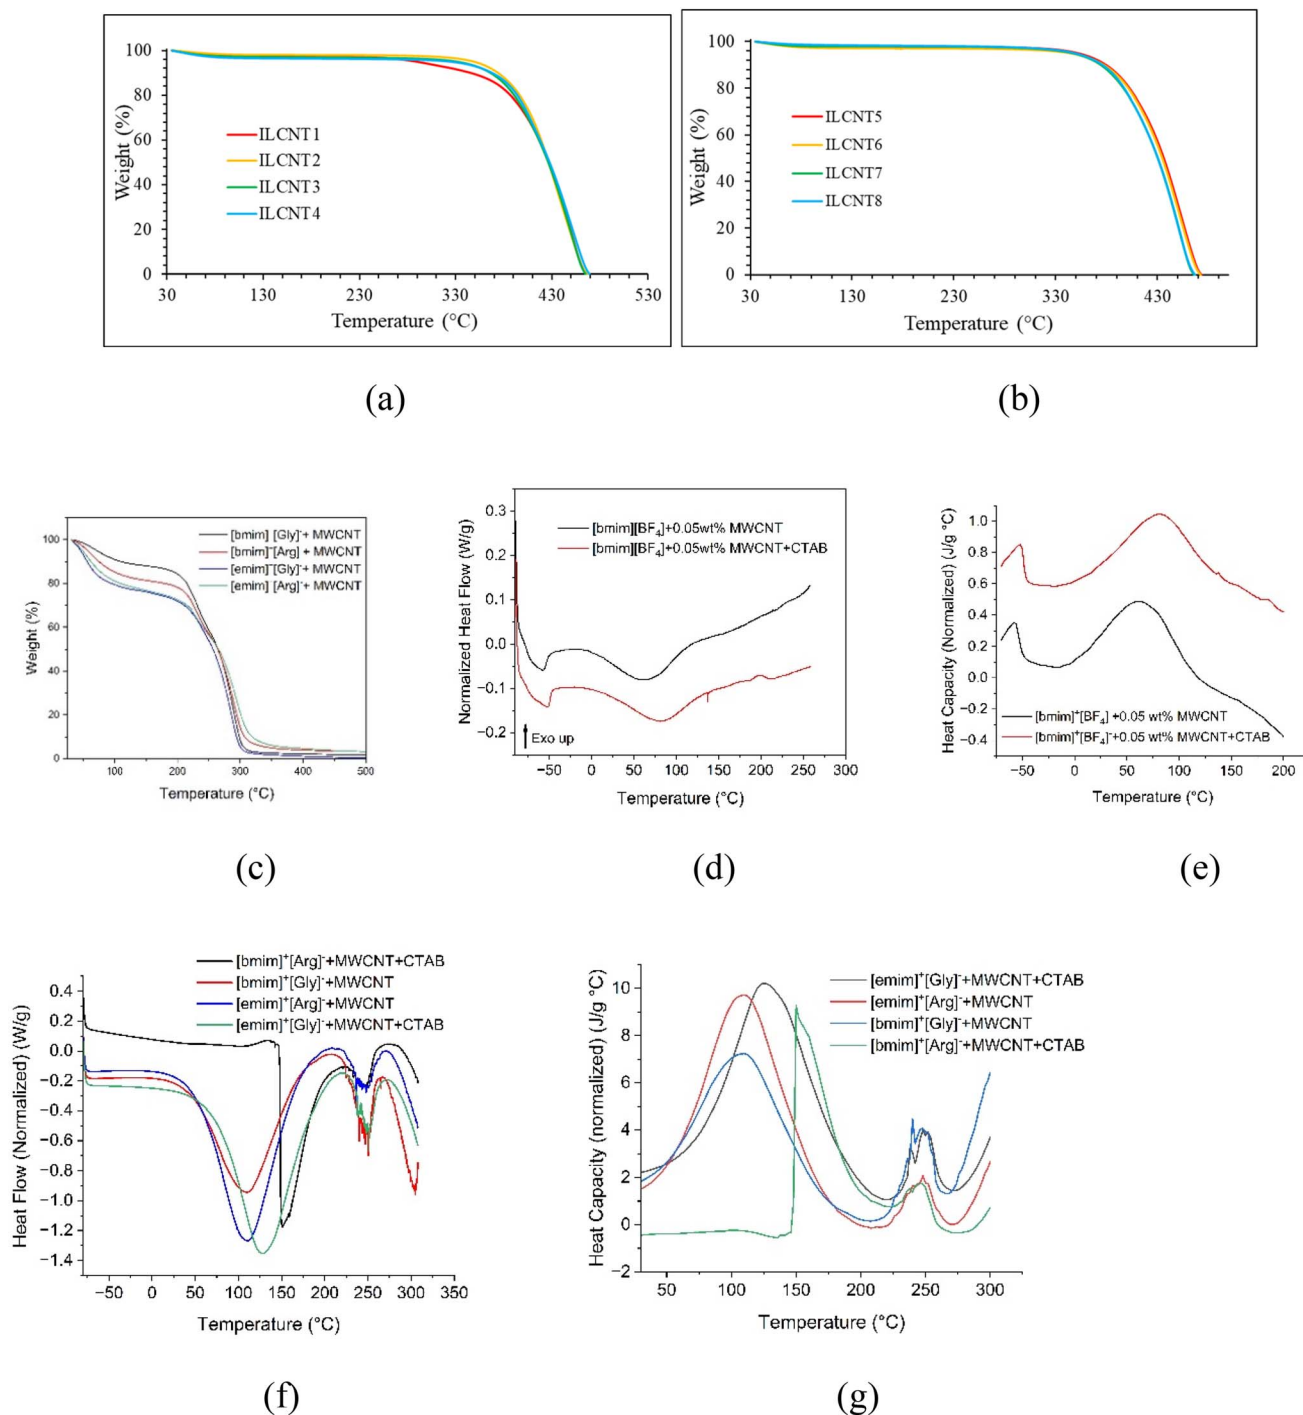 100
80
60
40
20
0
Weight (%)
ILCNT1
ILCNT2
ILCNT3
ILCNT4
30 130 230 330 430 530
Temperature (°C)
(a)
100
80
60
40
20
0
Weight (%)
ILCNT5
ILCNT6
ILCNT7
ILCNT8
30 130 230 330 430
Temperature (°C)
(b)
100
80
60
40
20
0
Weight (%)
[bmim] [Gly]⁻+ MWCNT
[bmim]⁻[Arg] + MWCNT
[emim]⁻[Gly]⁻+ MWCNT
[emim] [Arg]⁻+ MWCNT
100 200 300 400 500
Temperature (°C)
(c)
0.3
0.2
0.1
0.0
−0.1
−0.2
Normalized Heat Flow (W/g)
[bmim][BF₄]+0.05wt% MWCNT
[bmim][BF₄]+0.05wt% MWCNT+CTAB
Exo up
−50 0 50 100 150 200 250 300
Temperature (°C)
(d)
1.0
0.8
0.6
0.4
0.2
0.0
−0.2
−0.4
Heat Capacity (Normalized) (J/g °C)
[bmim]⁺[BF₄] +0.05 wt% MWCNT
[bmim]⁺[BF₄]⁻+0.05 wt% MWCNT+CTAB
−50 0 50 100 150 200
Temperature (°C)
(e)
0.4
0.2
0.0
−0.2
−0.4
−0.6
−0.8
−1.0
−1.2
−1.4
Heat Flow (Normalized) (W/g)
[bmim]⁺[Arg]⁻+MWCNT+CTAB
[bmim]⁺[Gly]⁻+MWCNT
[emim]⁺[Arg]⁻+MWCNT
[emim]⁺[Gly]⁻+MWCNT+CTAB
−50 0 50 100 150 200 250 300 350
Temperature (°C)
(f)
10
8
6
4
2
0
−2
Heat Capacity (normalized) (J/g °C)
[emim]⁺[Gly]⁻+MWCNT+CTAB
[emim]⁺[Arg]⁻+MWCNT
[bmim]⁺[Gly]⁻+MWCNT
[bmim]⁺[Arg]⁻+MWCNT+CTAB
50 100 150 200 250 300
Temperature (°C)
(g)